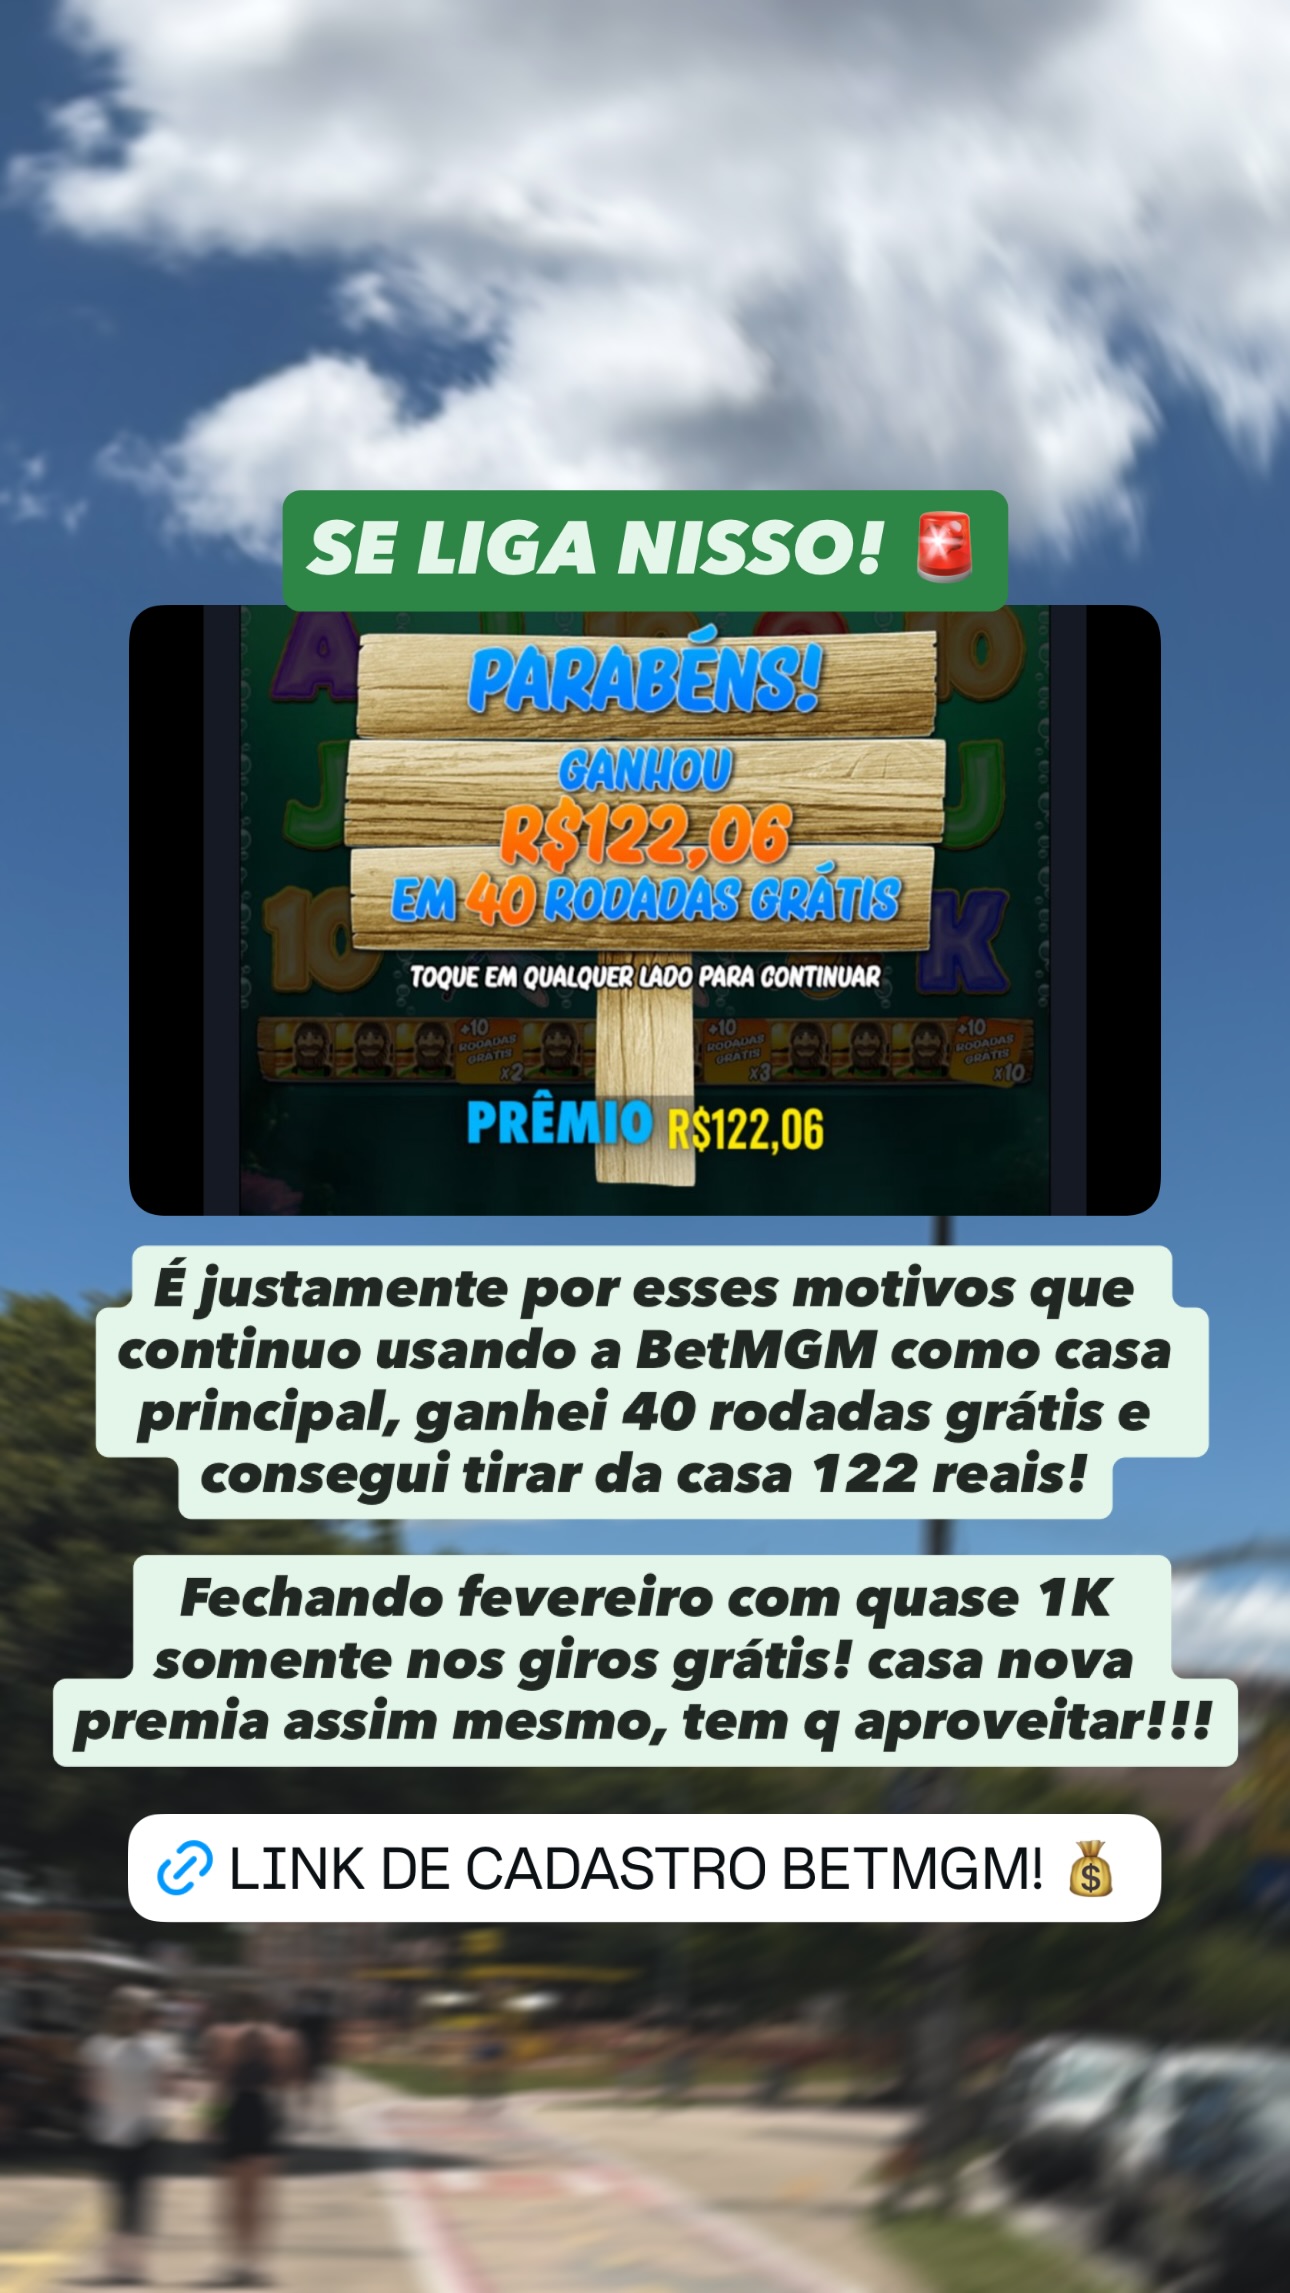 SE LIGA NISSO! 🚨
A
J
10
10
J
K
PARABÉNS!
GANHOU
R$122,06
EM 40 RODADAS GRÁTIS
TOQUE EM QUALQUER LADO PARA CONTINUAR
+10 RODADAS GRÁTIS x2
+10 RODADAS GRÁTIS x3
+10 RODADAS GRÁTIS x10
PRÊMIO R$122,06
É justamente por esses motivos que
continuo usando a BetMGM como casa
principal, ganhei 40 rodadas grátis e
consegui tirar da casa 122 reais!
Fechando fevereiro com quase 1K
somente nos giros grátis! casa nova
premia assim mesmo, tem q aproveitar!!!
LINK DE CADASTRO BETMGM! 💰